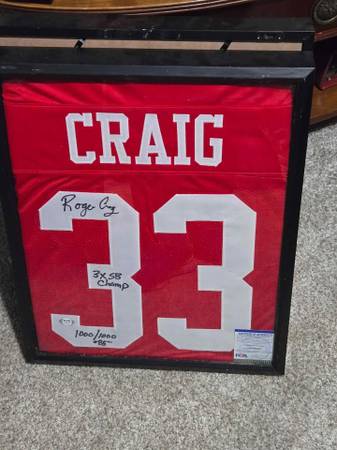 CRAIG
33
Roger Craig
3X SB
Champ
1000/1000
"85"